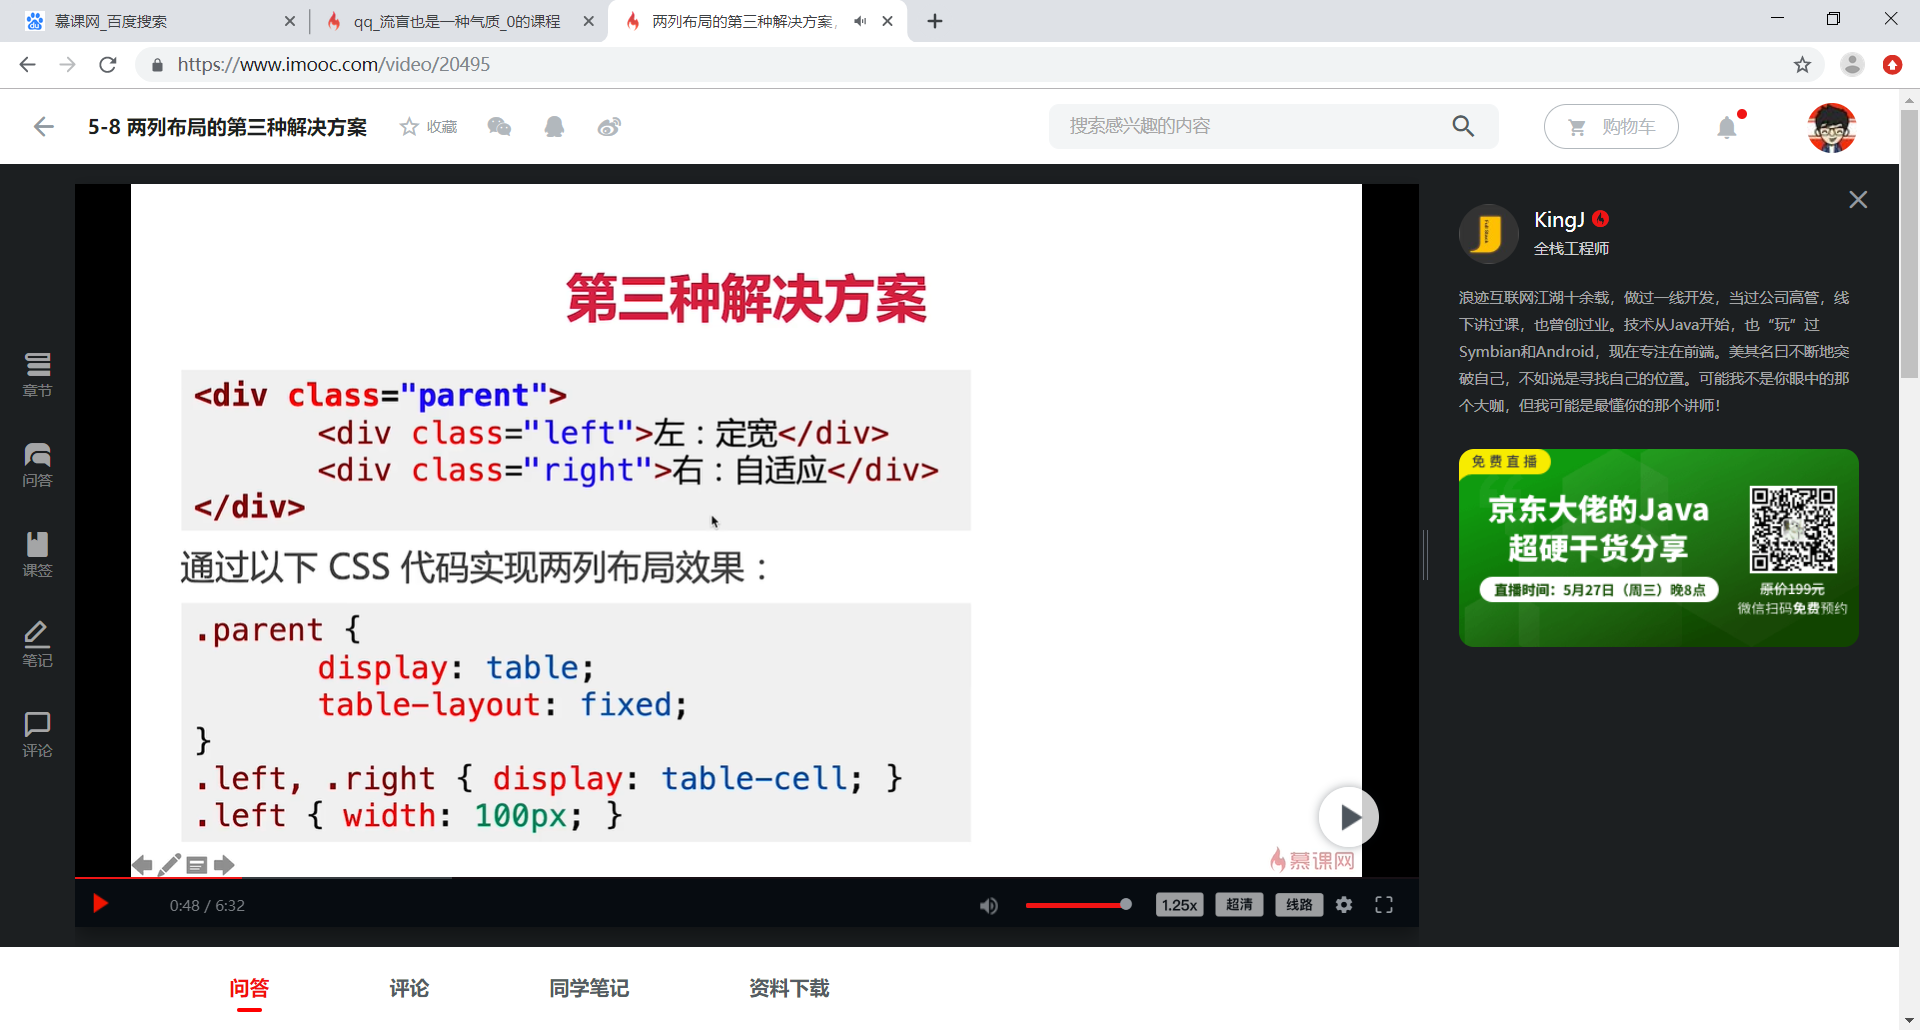 慕课网_百度搜索
qq_流盲也是一种气质_0的课程
两列布局的第三种解决方案,
https://www.imooc.com/video/20495
5-8 两列布局的第三种解决方案
收藏
搜索感兴趣的内容
购物车
章节
问答
课签
笔记
评论
第三种解决方案
<div class="parent">
<div class="left">左：定宽</div>
<div class="right">右：自适应</div>
</div>
通过以下 CSS 代码实现两列布局效果：
.parent {
display: table;
table-layout: fixed;
}
.left, .right { display: table-cell; }
.left { width: 100px; }
慕课网
0:48 / 6:32
1.25x
超清
线路
KingJ
全栈工程师
浪迹互联网江湖十余载，做过一线开发，当过公司高管，线
下讲过课，也曾创过业。技术从Java开始，也“玩”过
Symbian和Android，现在专注在前端。美其名曰不断地突
破自己，不如说是寻找自己的位置。可能我不是你眼中的那
个大咖，但我可能是最懂你的那个讲师！
免费直播
京东大佬的Java
超硬干货分享
直播时间：5月27日（周三）晚8点
原价199元
微信扫码免费预约
问答
评论
同学笔记
资料下载